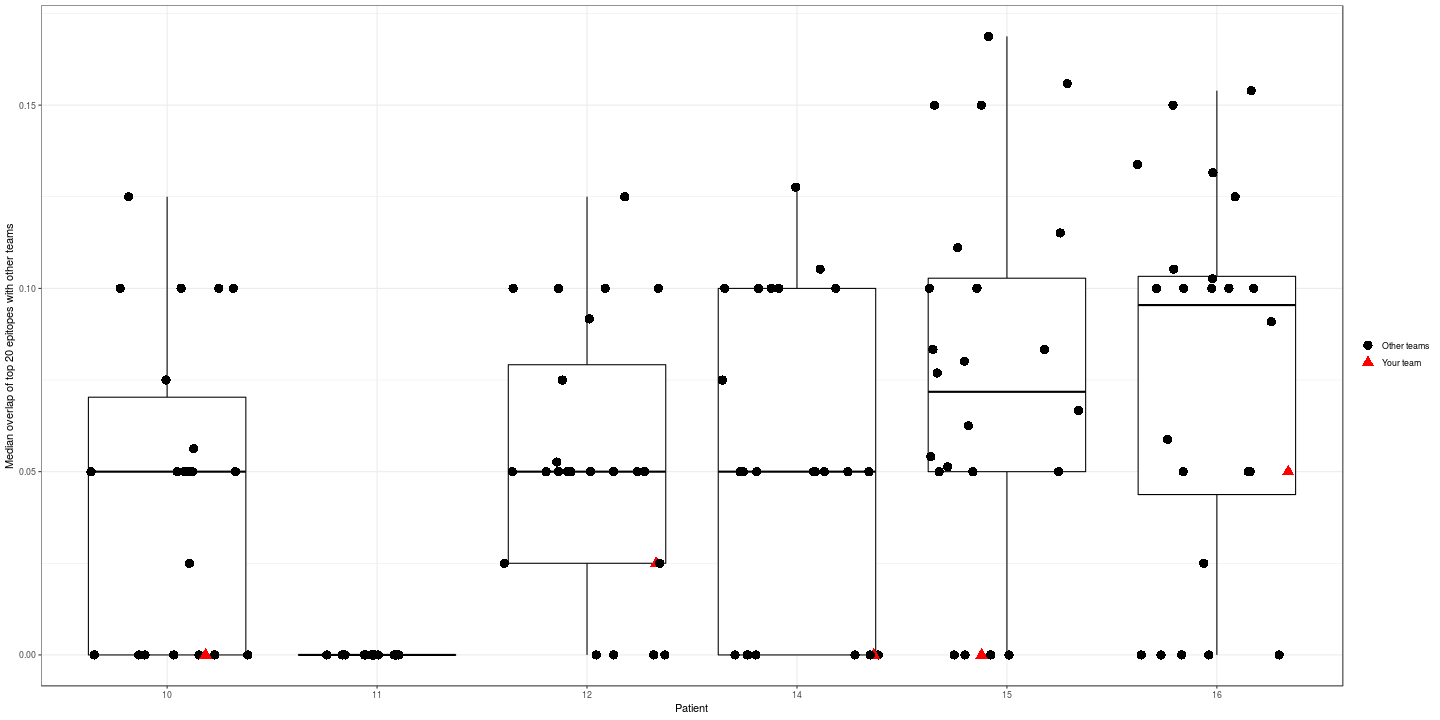 Median overlap of top 20 epitopes with other teams
0.15
0.10
0.05
0.00
10
11
12
14
15
16
Patient
Other teams
Your team